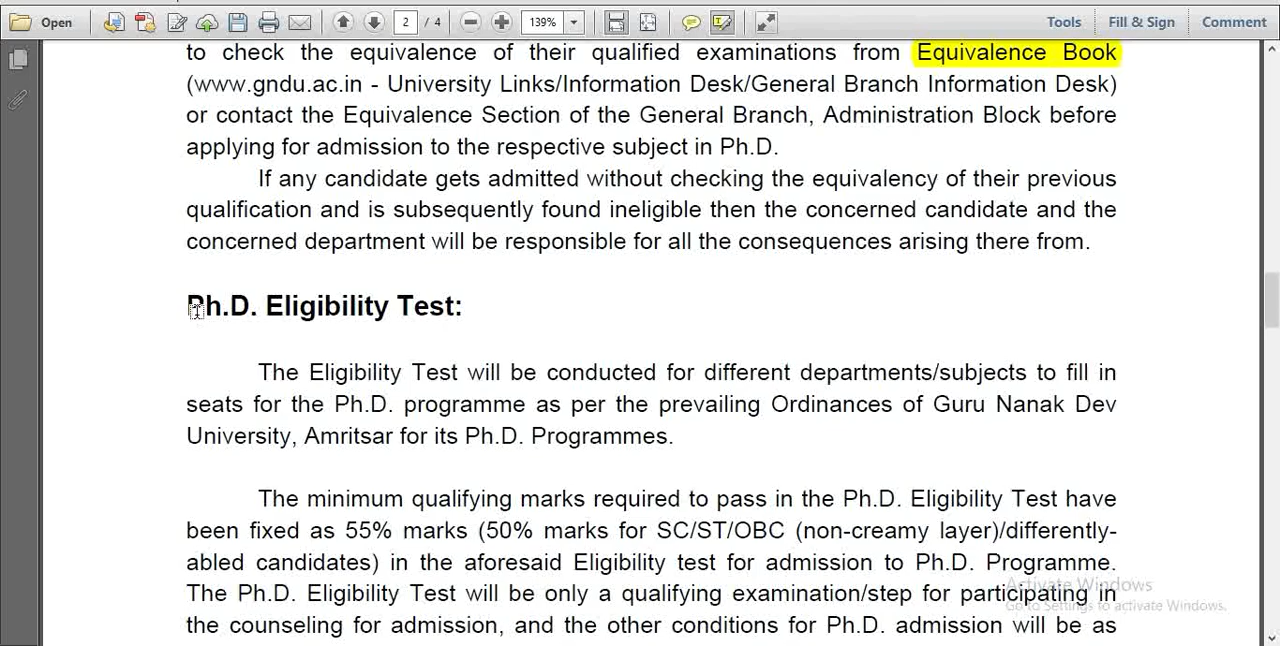 Open 2 / 4 139% Tools Fill & Sign Comment
to check the equivalence of their qualified examinations from Equivalence Book
(www.gndu.ac.in - University Links/Information Desk/General Branch Information Desk)
or contact the Equivalence Section of the General Branch, Administration Block before
applying for admission to the respective subject in Ph.D.
If any candidate gets admitted without checking the equivalency of their previous
qualification and is subsequently found ineligible then the concerned candidate and the
concerned department will be responsible for all the consequences arising there from.
Ph.D. Eligibility Test:
The Eligibility Test will be conducted for different departments/subjects to fill in
seats for the Ph.D. programme as per the prevailing Ordinances of Guru Nanak Dev
University, Amritsar for its Ph.D. Programmes.
The minimum qualifying marks required to pass in the Ph.D. Eligibility Test have
been fixed as 55% marks (50% marks for SC/ST/OBC (non-creamy layer)/differently-
abled candidates) in the aforesaid Eligibility test for admission to Ph.D. Programme.
The Ph.D. Eligibility Test will be only a qualifying examination/step for participating in
the counseling for admission, and the other conditions for Ph.D. admission will be as
Activate Windows
Go to Settings to activate Windows.